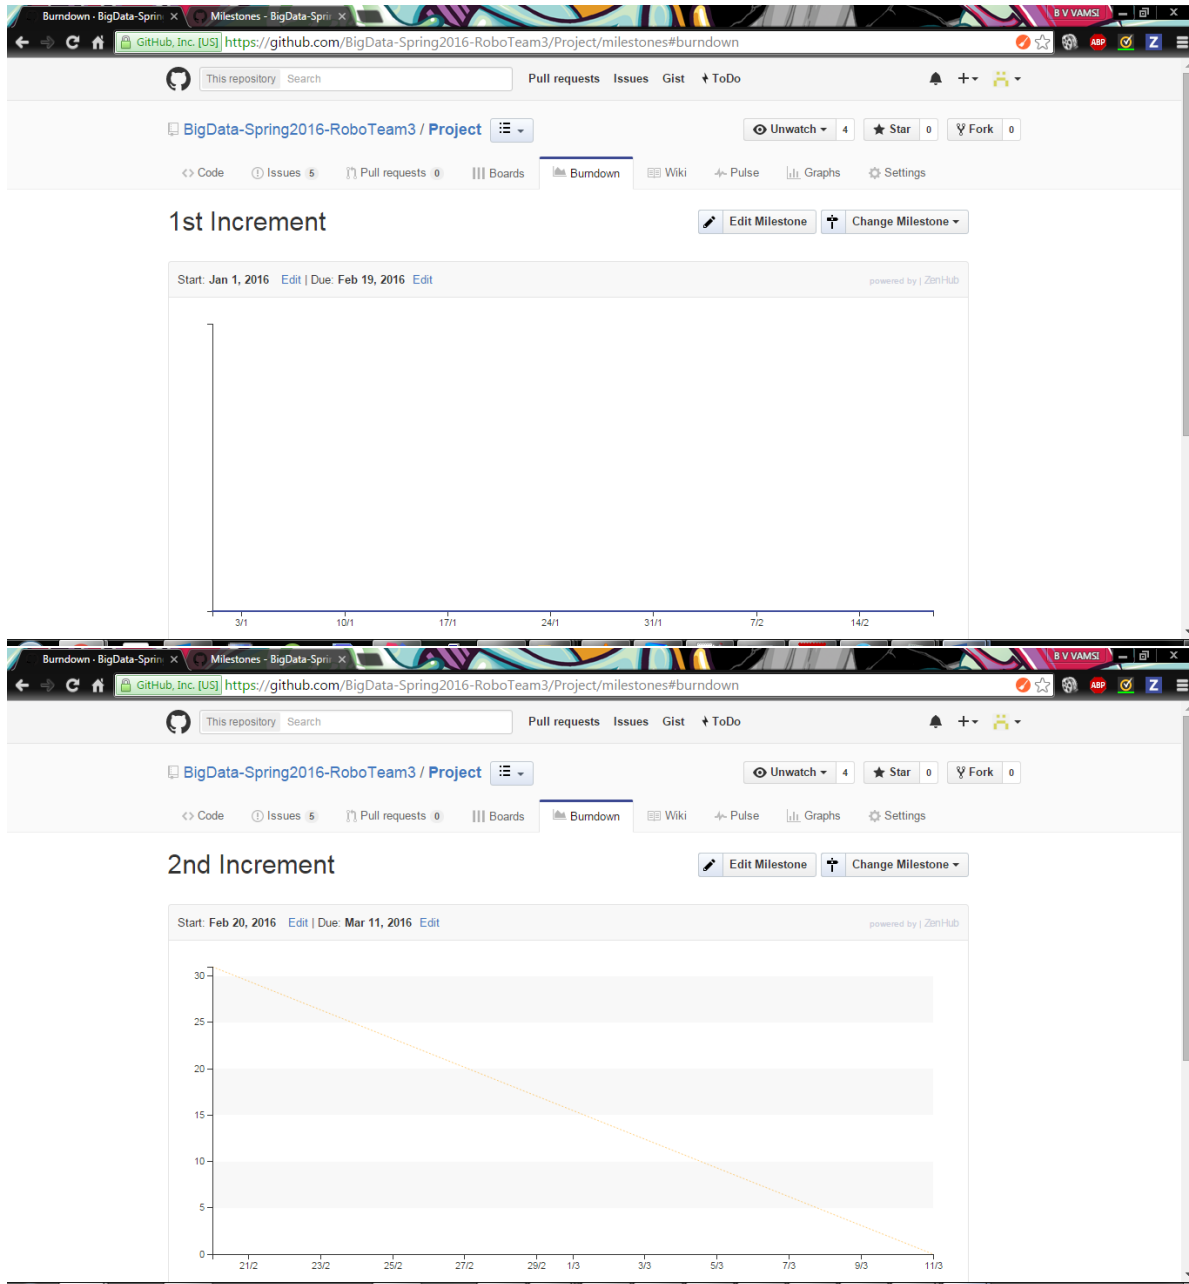 Burndown - BigData-Sprin × Milestones - BigData-Sprin × B V VAMSI
GitHub, Inc. [US] https://github.com/BigData-Spring2016-RoboTeam3/Project/milestones#burndown ABP Z
This repository Search Pull requests Issues Gist ToDo
BigData-Spring2016-RoboTeam3 / Project Unwatch 4 Star 0 Fork 0
Code Issues 5 Pull requests 0 Boards Burndown Wiki Pulse Graphs Settings
1st Increment Edit Milestone Change Milestone
Start: Jan 1, 2016 Edit | Due: Feb 19, 2016 Edit powered by | ZenHub
3/1 10/1 17/1 24/1 31/1 7/2 14/2
Burndown - BigData-Sprin × Milestones - BigData-Sprin × B V VAMSI
GitHub, Inc. [US] https://github.com/BigData-Spring2016-RoboTeam3/Project/milestones#burndown ABP Z
This repository Search Pull requests Issues Gist ToDo
BigData-Spring2016-RoboTeam3 / Project Unwatch 4 Star 0 Fork 0
Code Issues 5 Pull requests 0 Boards Burndown Wiki Pulse Graphs Settings
2nd Increment Edit Milestone Change Milestone
Start: Feb 20, 2016 Edit | Due: Mar 11, 2016 Edit powered by | ZenHub
30
25
20
15
10
5
0
21/2 23/2 25/2 27/2 29/2 1/3 3/3 5/3 7/3 9/3 11/3